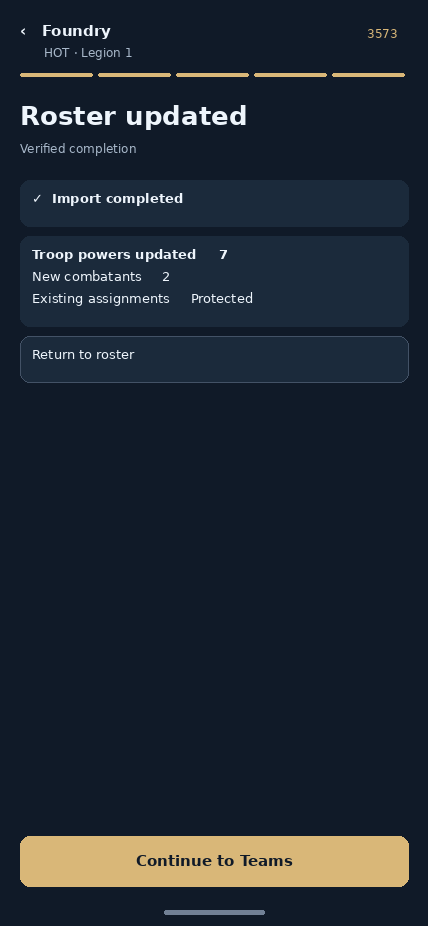 ‹ Foundry 3573
HOT · Legion 1
Roster updated
Verified completion
✓ Import completed
Troop powers updated 7
New combatants 2
Existing assignments Protected
Return to roster
Continue to Teams